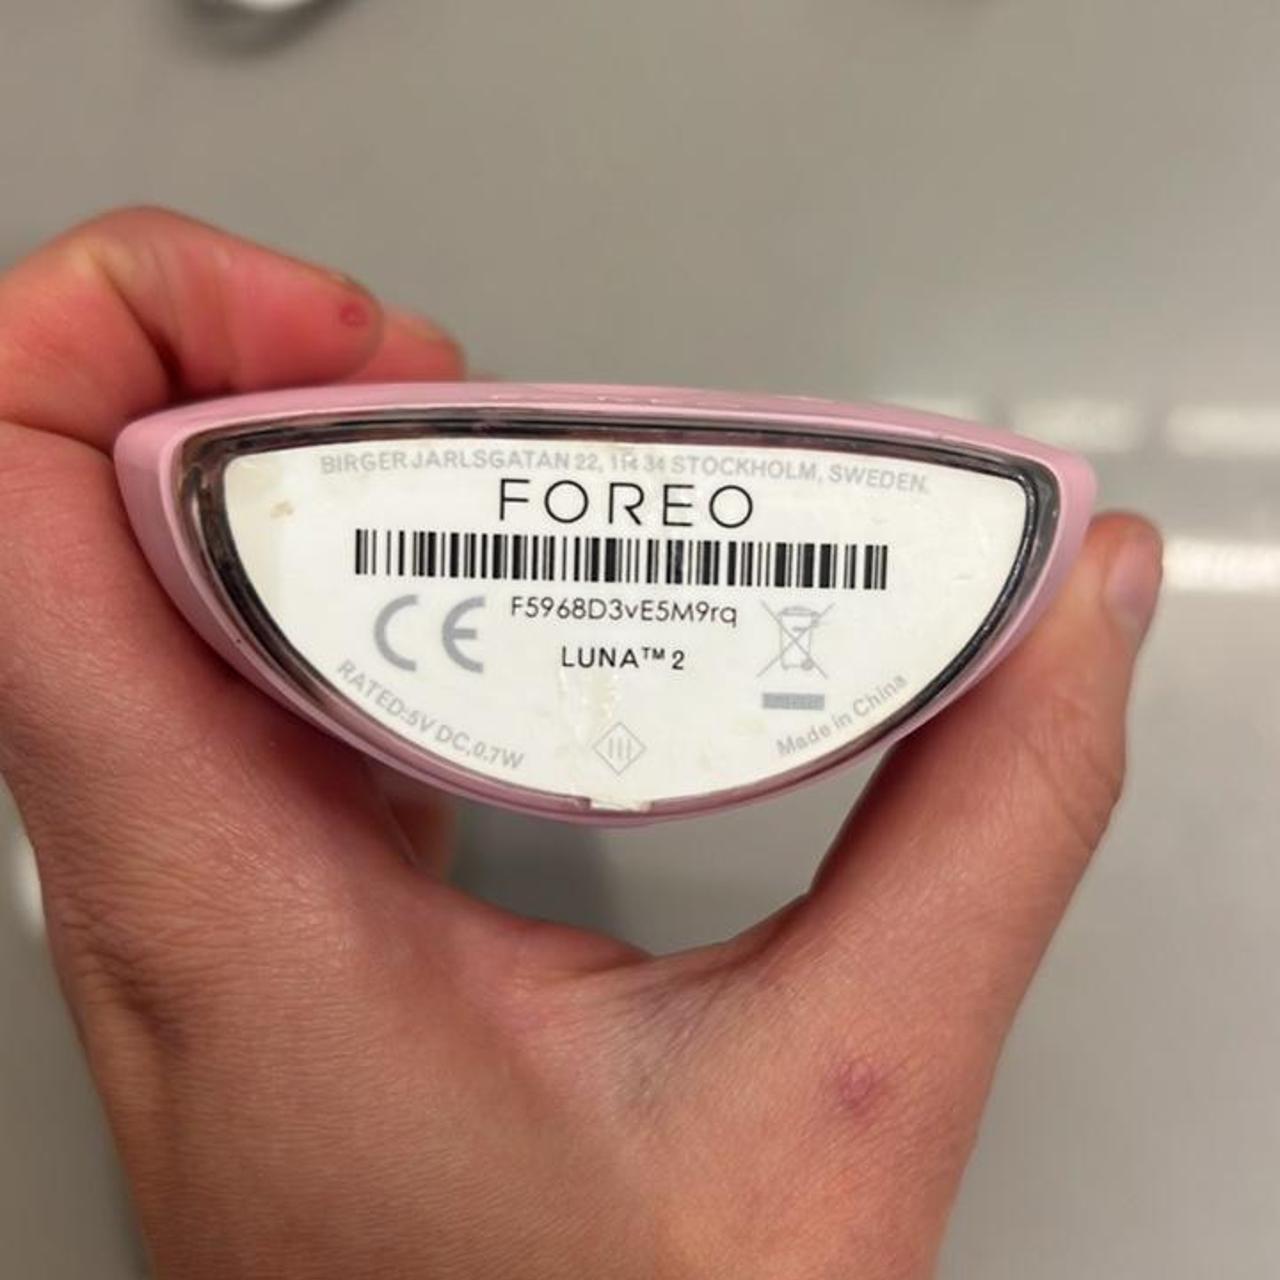 BIRGER JARLSGATAN 22, 114 34 STOCKHOLM, SWEDEN.
FOREO
F5968D3vE5M9rq
CE
LUNA™ 2
RATED:5V DC,0.7W
Made in China